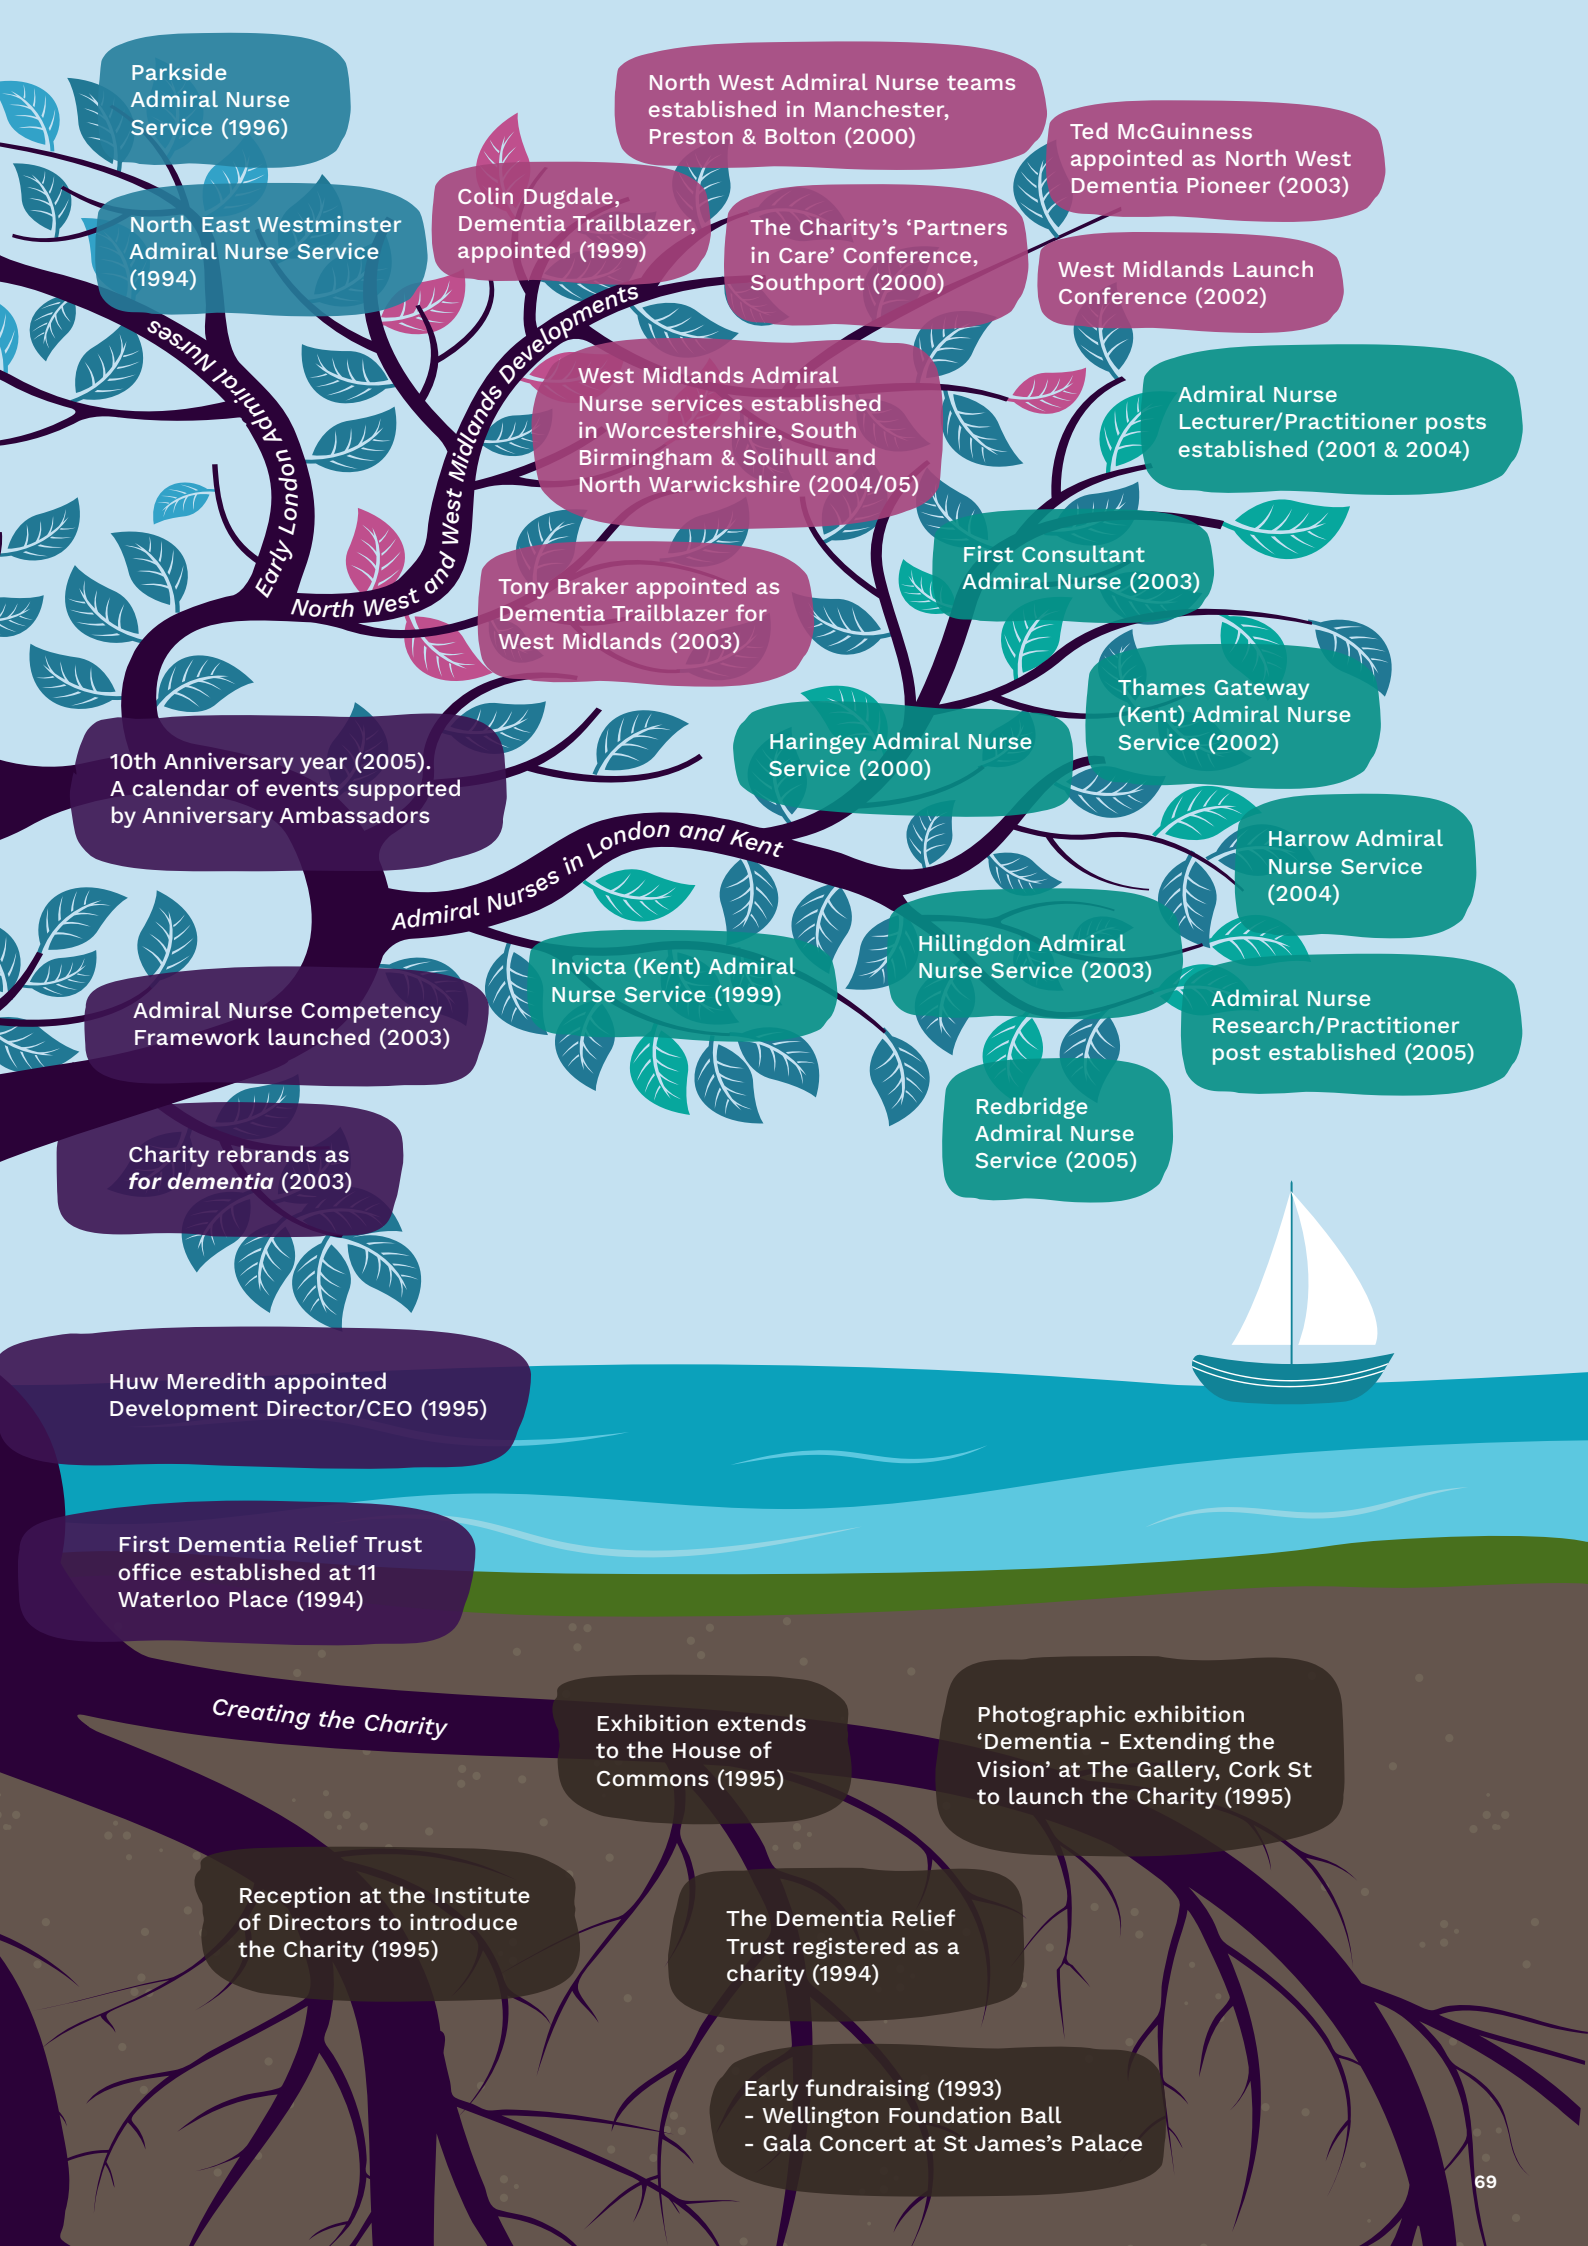 Parkside
Admiral Nurse
Service (1996)
North East Westminster
Admiral Nurse Service
(1994)
Early London Admiral Nurses
North West Admiral Nurse teams
established in Manchester,
Preston & Bolton (2000)
Ted McGuinness
appointed as North West
Dementia Pioneer (2003)
Colin Dugdale,
Dementia Trailblazer,
appointed (1999)
The Charity’s ‘Partners
in Care’ Conference,
Southport (2000)
West Midlands Launch
Conference (2002)
North West and West Midlands Developments
West Midlands Admiral
Nurse services established
in Worcestershire, South
Birmingham & Solihull and
North Warwickshire (2004/05)
Tony Braker appointed as
Dementia Trailblazer for
West Midlands (2003)
Admiral Nurse
Lecturer/Practitioner posts
established (2001 & 2004)
First Consultant
Admiral Nurse (2003)
Thames Gateway
(Kent) Admiral Nurse
Service (2002)
Haringey Admiral Nurse
Service (2000)
10th Anniversary year (2005).
A calendar of events supported
by Anniversary Ambassadors
Admiral Nurses in London and Kent
Harrow Admiral
Nurse Service
(2004)
Hillingdon Admiral
Nurse Service (2003)
Invicta (Kent) Admiral
Nurse Service (1999)
Admiral Nurse
Research/Practitioner
post established (2005)
Admiral Nurse Competency
Framework launched (2003)
Redbridge
Admiral Nurse
Service (2005)
Charity rebrands as
for dementia (2003)
Huw Meredith appointed
Development Director/CEO (1995)
First Dementia Relief Trust
office established at 11
Waterloo Place (1994)
Creating the Charity
Exhibition extends
to the House of
Commons (1995)
Photographic exhibition
‘Dementia - Extending the
Vision’ at The Gallery, Cork St
to launch the Charity (1995)
Reception at the Institute
of Directors to introduce
the Charity (1995)
The Dementia Relief
Trust registered as a
charity (1994)
Early fundraising (1993)
- Wellington Foundation Ball
- Gala Concert at St James’s Palace
69